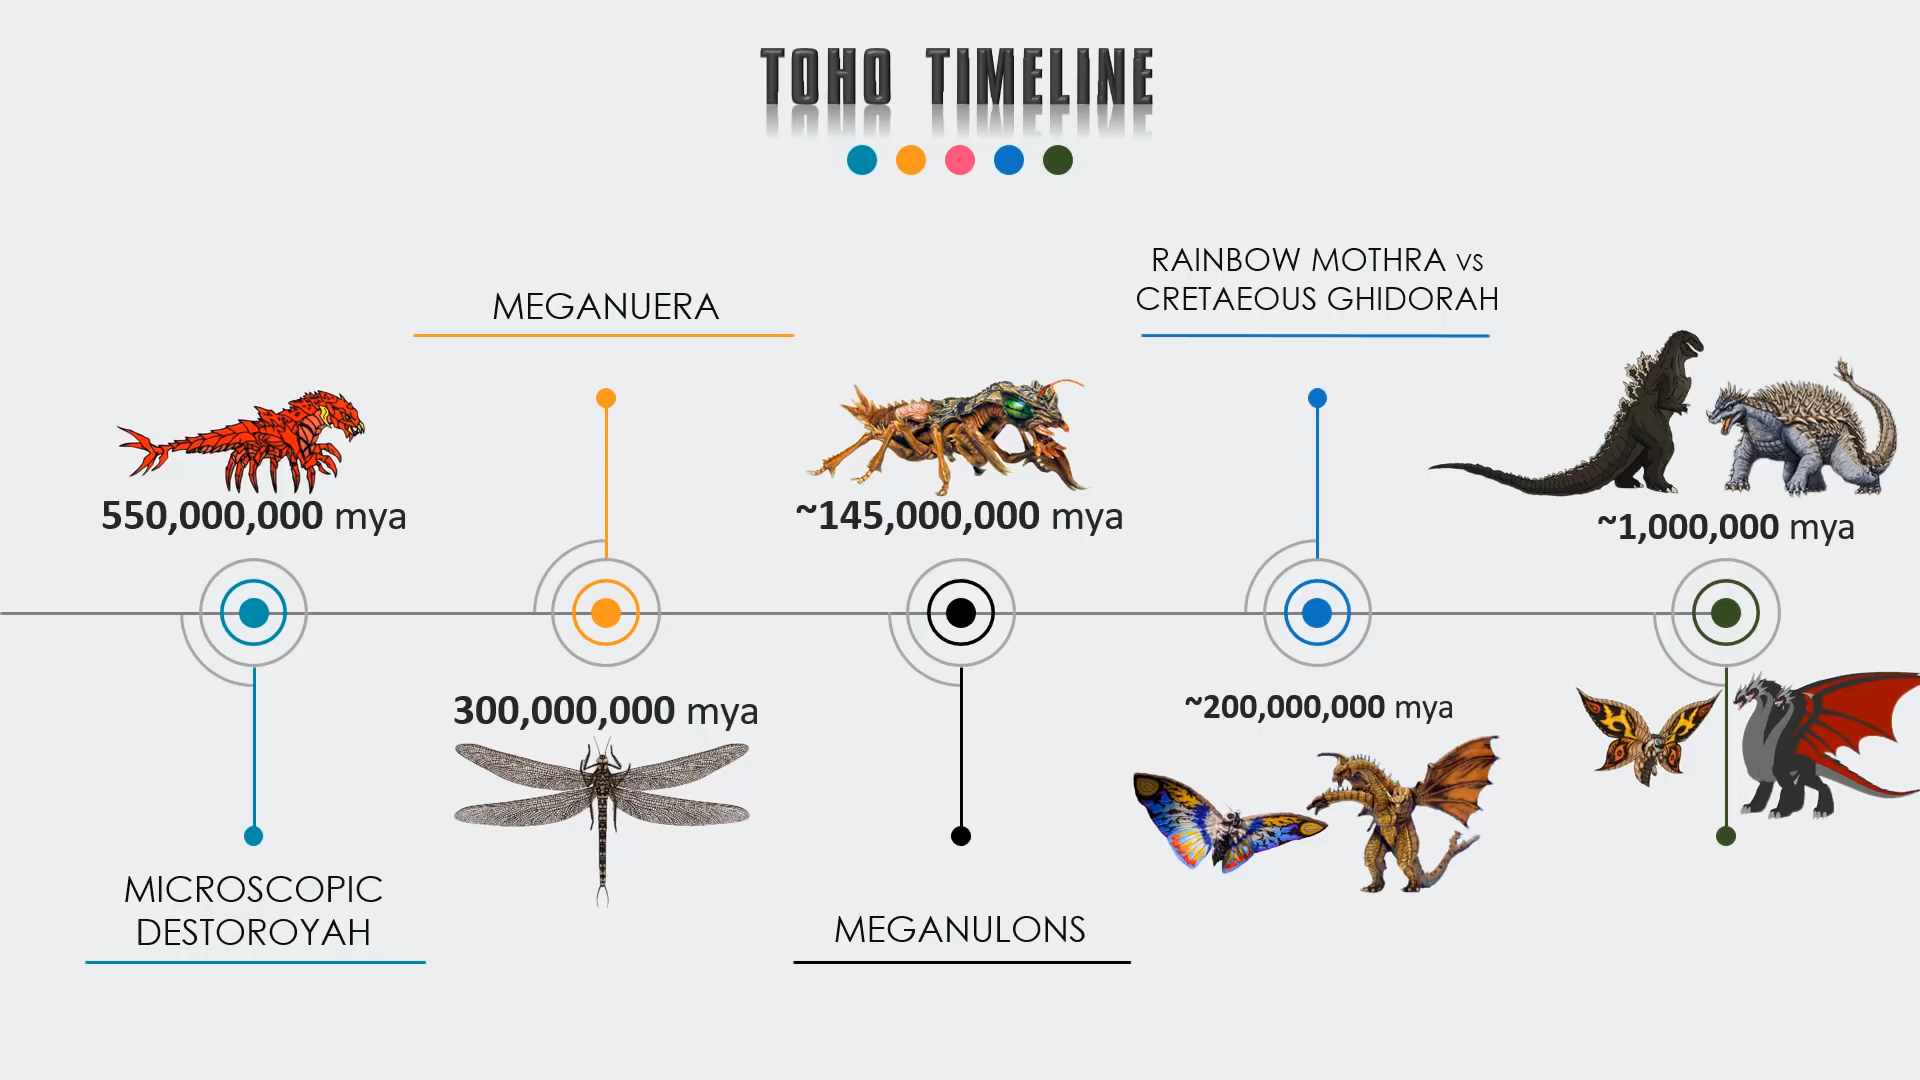 TOHO TIMELINE
550,000,000 mya
MICROSCOPIC
DESTOROYAH
MEGANUERA
300,000,000 mya
~145,000,000 mya
MEGANULONS
RAINBOW MOTHRA vs
CRETAEOUS GHIDORAH
~200,000,000 mya
~1,000,000 mya